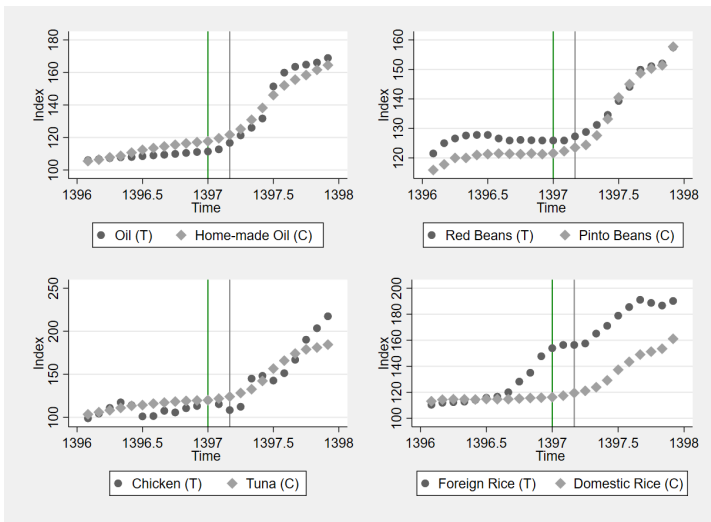 180
160
140
120
100
Index
1396 1396.5 1397 1397.5 1398
Time
Oil (T) Home-made Oil (C)
160
150
130
120
Index
1396 1396.5 1397 1397.5 1398
Time
Red Beans (T) Pinto Beans (C)
250
200
150
100
Index
1396 1396.5 1397 1397.5 1398
Time
Chicken (T) Tuna (C)
200
180
160
140
120
100
Index
1396 1396.5 1397 1397.5 1398
Time
Foreign Rice (T) Domestic Rice (C)